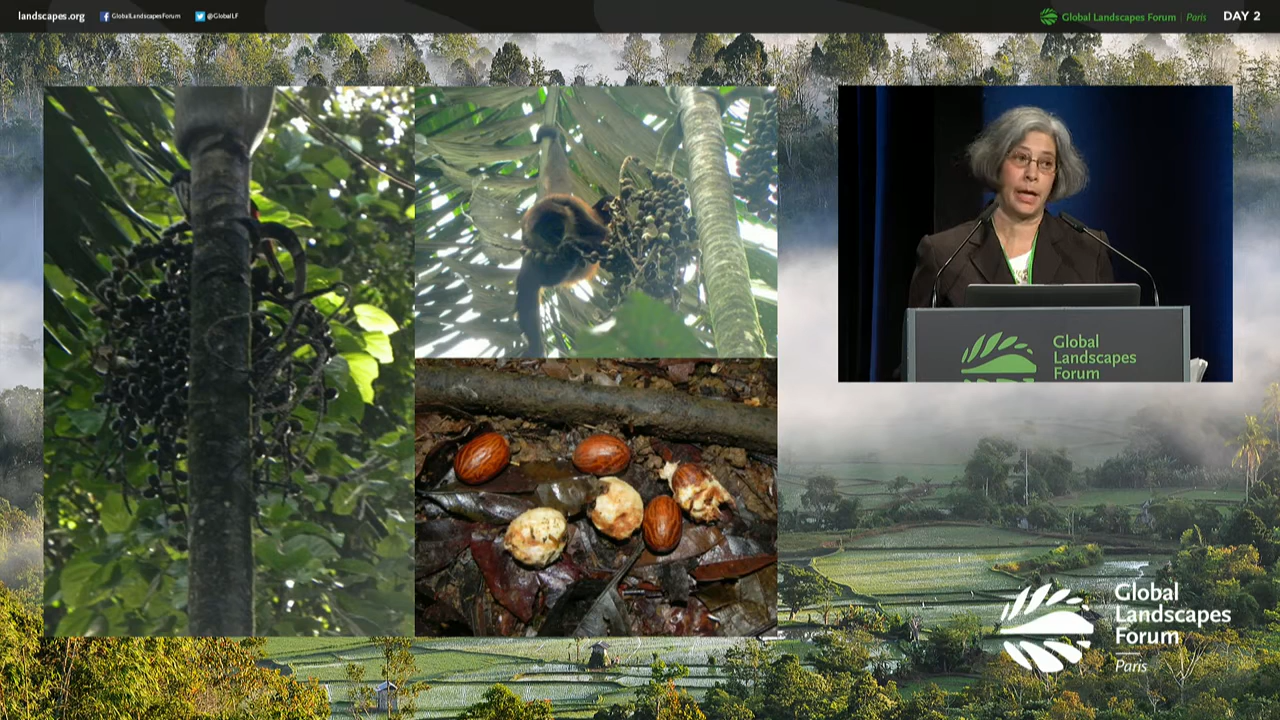 landscapes.org
GlobalLandscapesForum
@GlobalLF
Global Landscapes Forum | Paris
DAY 2
Global
Landscapes
Forum
Global
Landscapes
Forum
Paris